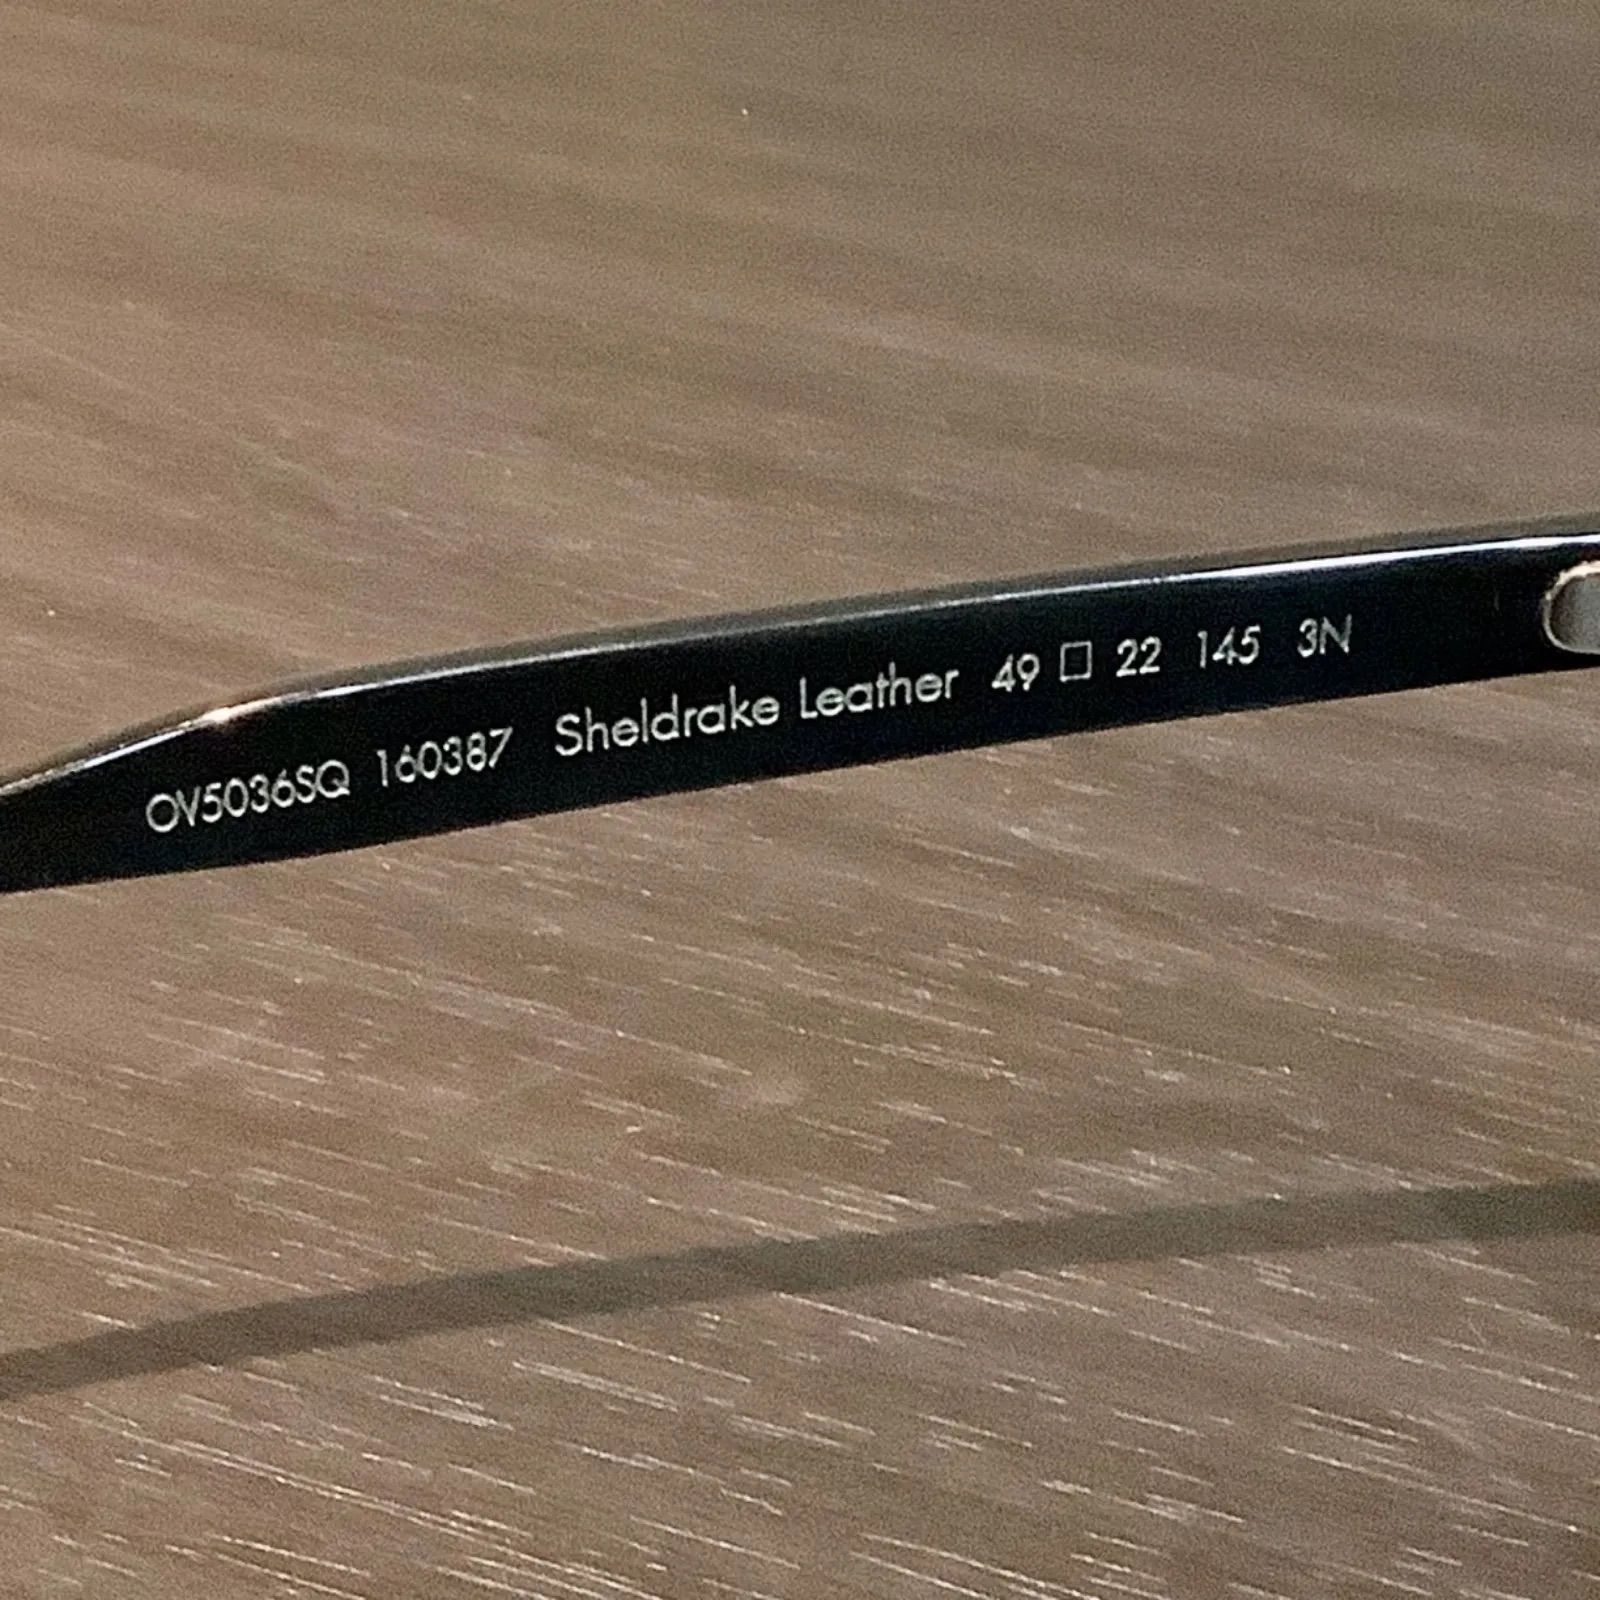 OV5036SQ 160387 Sheldrake Leather 49 □ 22 145 3N